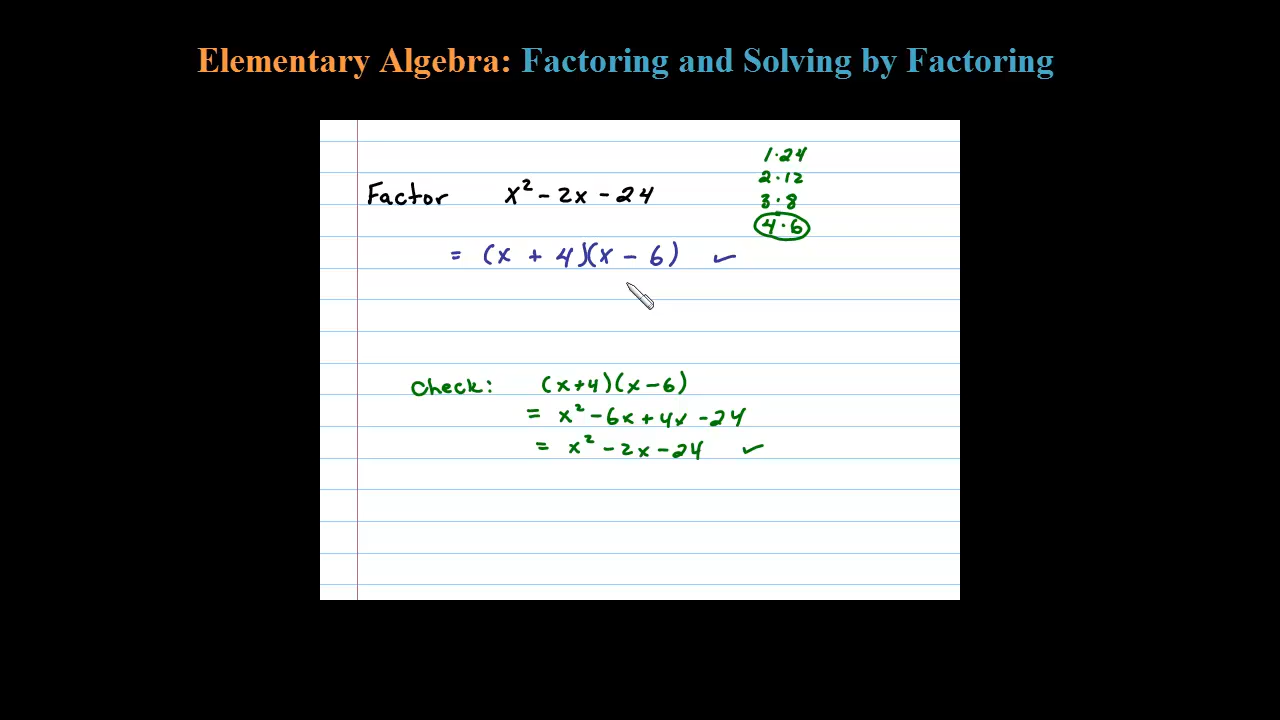 Elementary Algebra: Factoring and Solving by Factoring
1·24
2·12
3·8
4·6
Factor x² - 2x - 24
= (x + 4)(x - 6) ✓
Check: (x+4)(x-6)
= x² - 6x + 4x - 24
= x² - 2x - 24 ✓